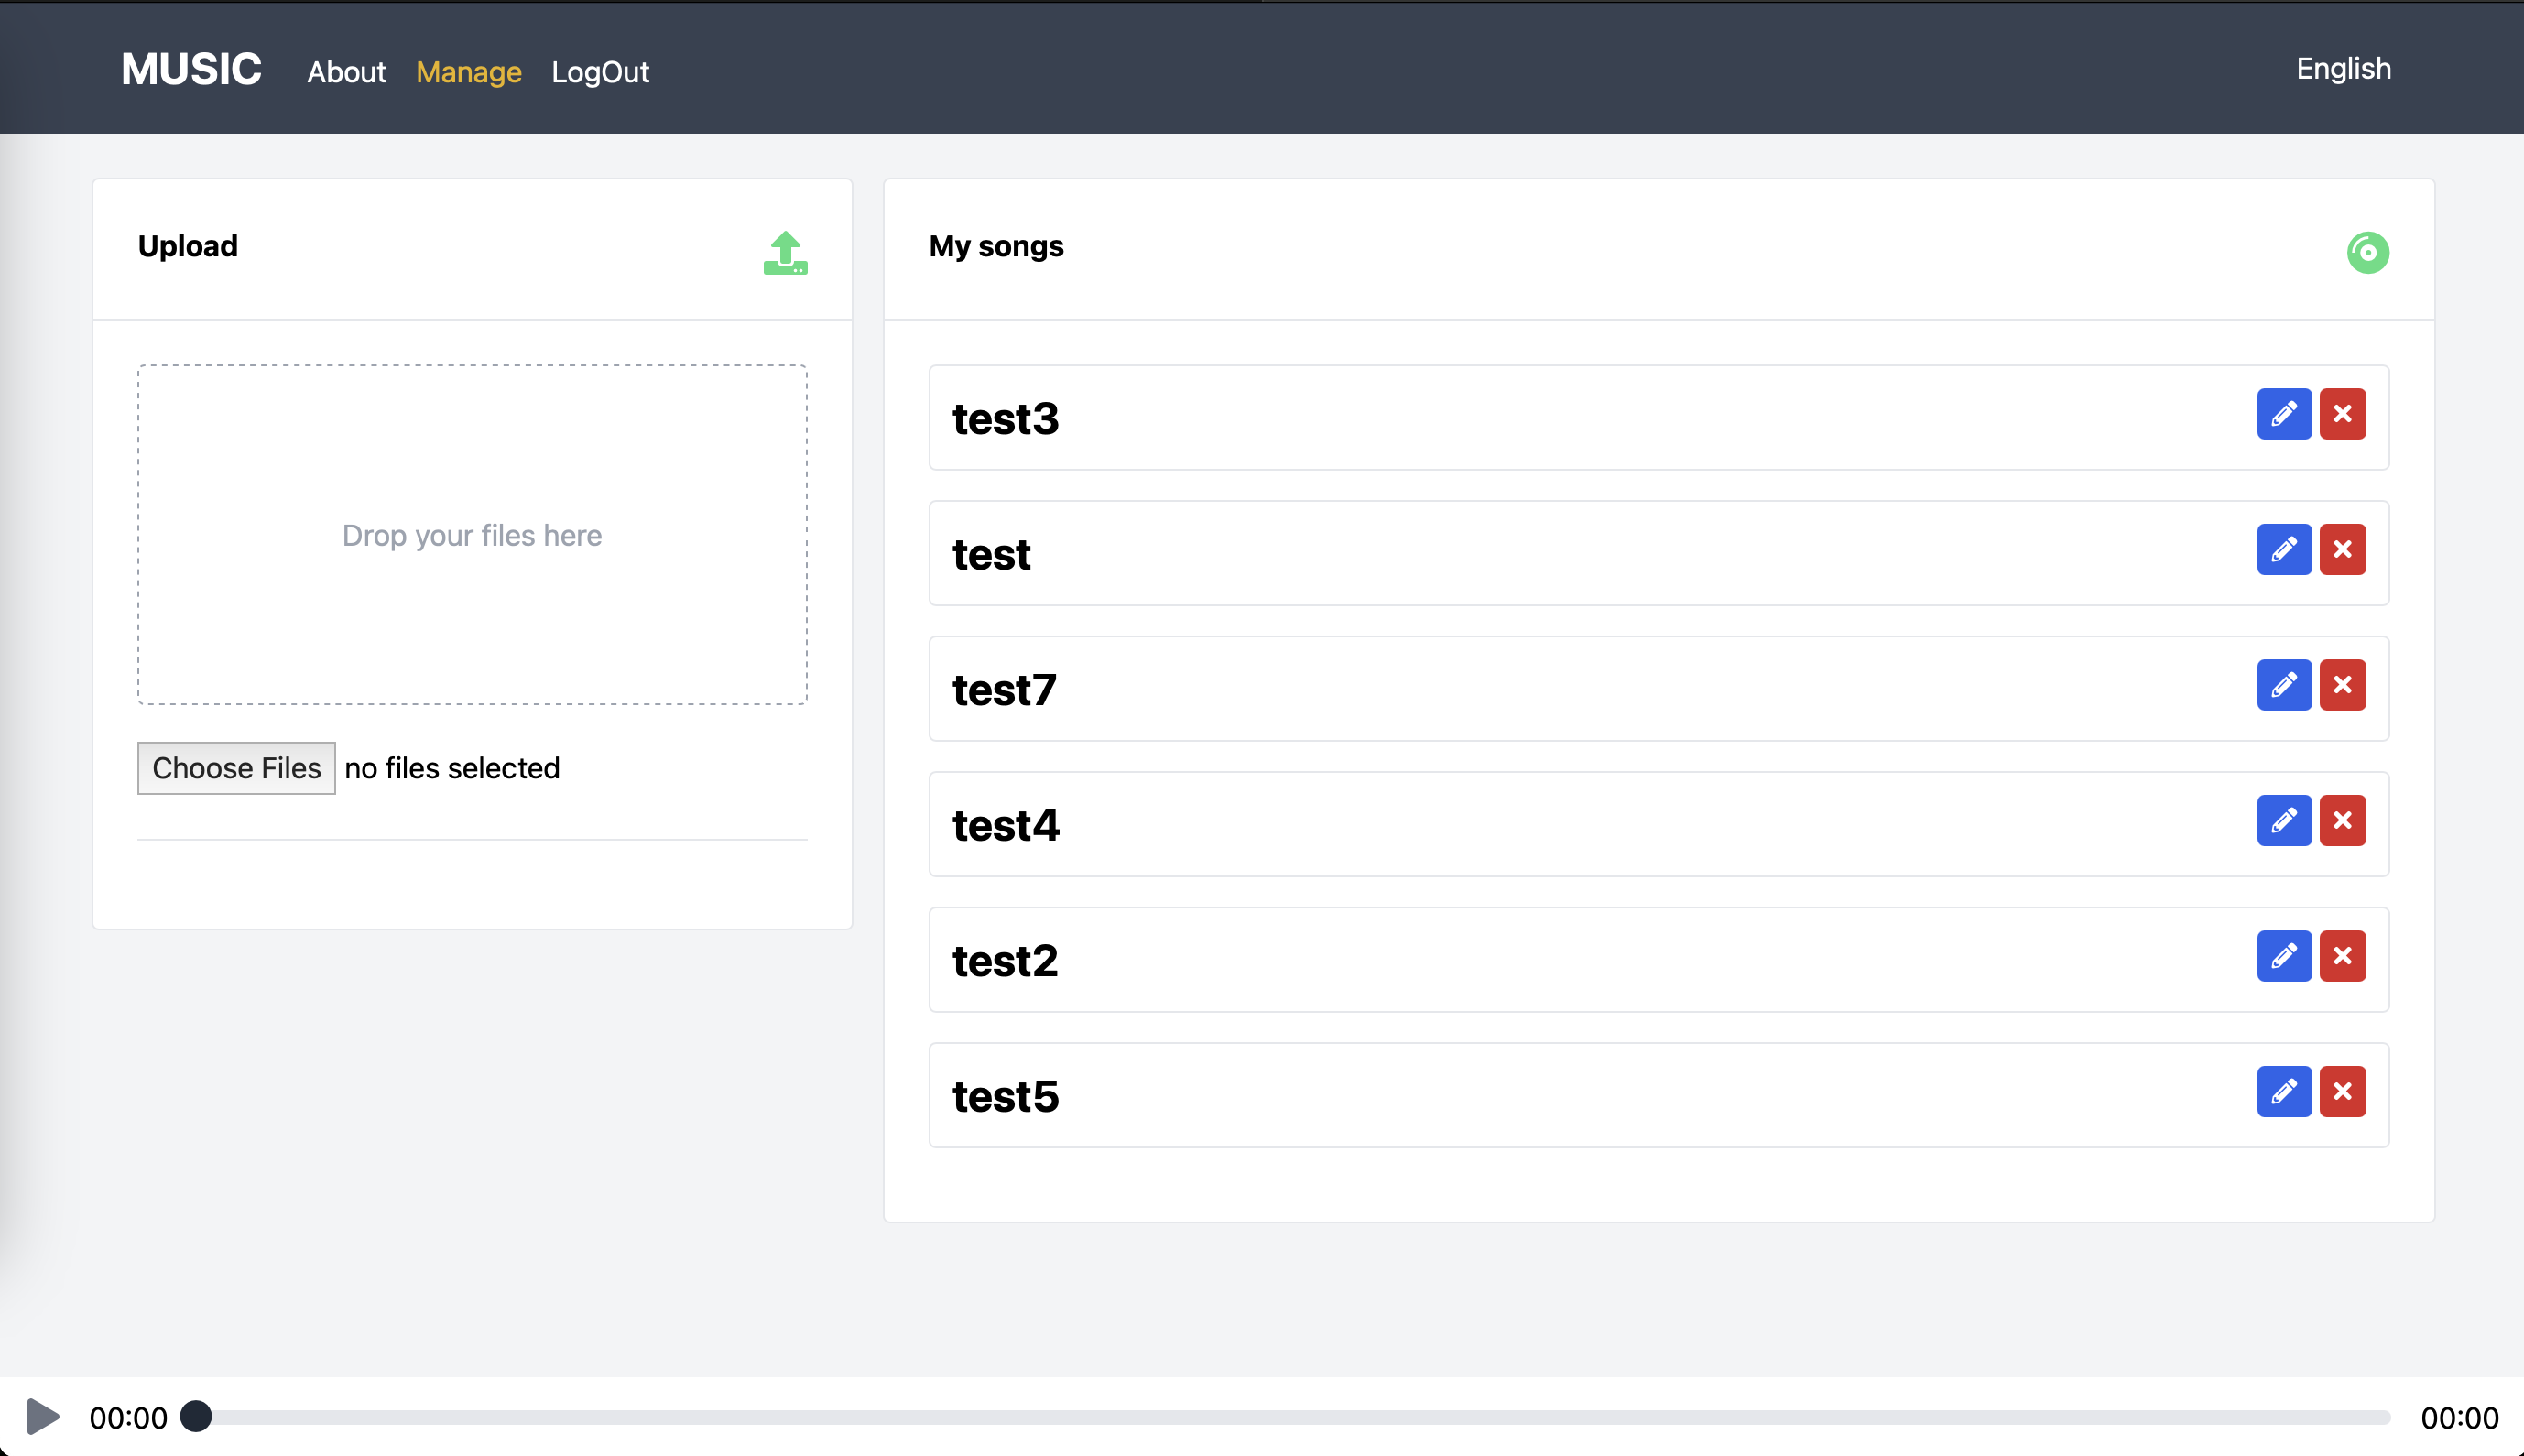 MUSIC About Manage LogOut English
Upload
Drop your files here
Choose Files no files selected
My songs
test3
test
test7
test4
test2
test5
00:00 00:00